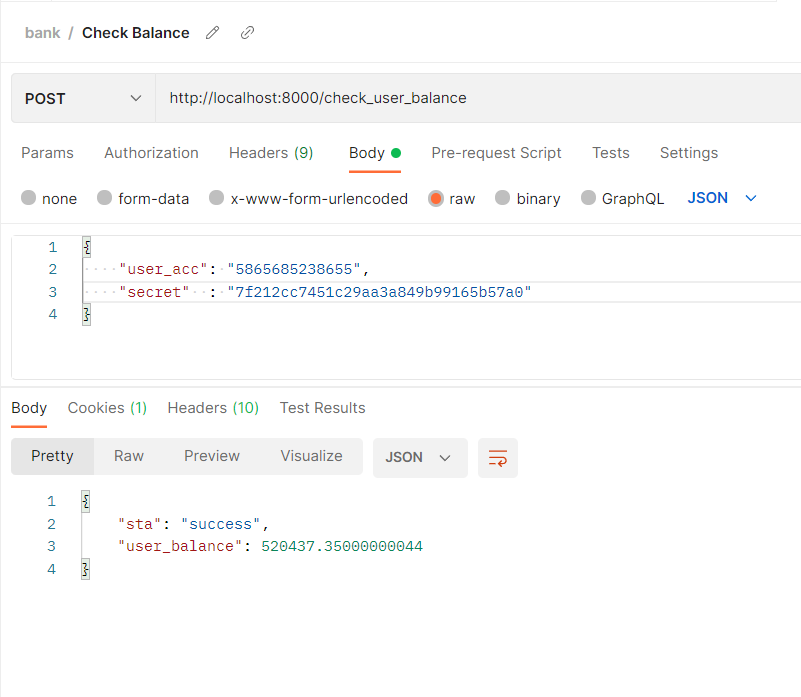 bank / Check Balance
POST http://localhost:8000/check_user_balance
Params Authorization Headers (9) Body Pre-request Script Tests Settings
none form-data x-www-form-urlencoded raw binary GraphQL JSON
1 {
2 "user_acc": "5865685238655",
3 "secret" : "7f212cc7451c29aa3a849b99165b57a0"
4 }
Body Cookies (1) Headers (10) Test Results
Pretty Raw Preview Visualize JSON
1 {
2 "sta": "success",
3 "user_balance": 520437.35000000044
4 }